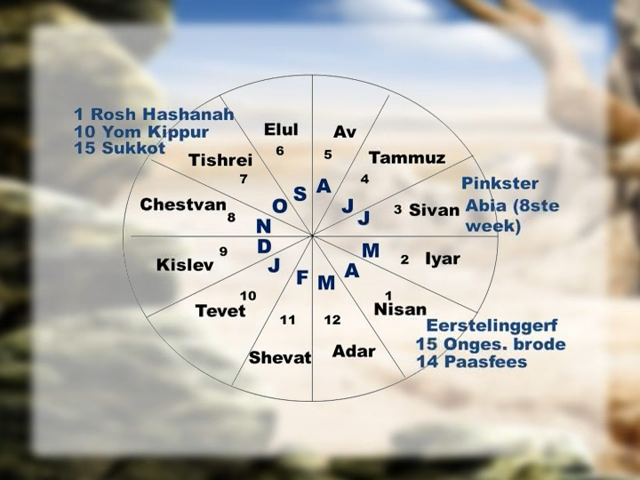 1 Rosh Hashanah
10 Yom Kippur
15 Sukkot
Elul
6
Av
5
Tishrei
7
Tammuz
4
Chestvan
8
3 Sivan
Pinkster
Abia (8ste
week)
S
A
O
J
N
J
D
M
J
A
F
M
9
Kislev
2
Iyar
10
Tevet
1
Nisan
11
Shevat
12
Adar
Eerstelinggerf
15 Onges. brode
14 Paasfees